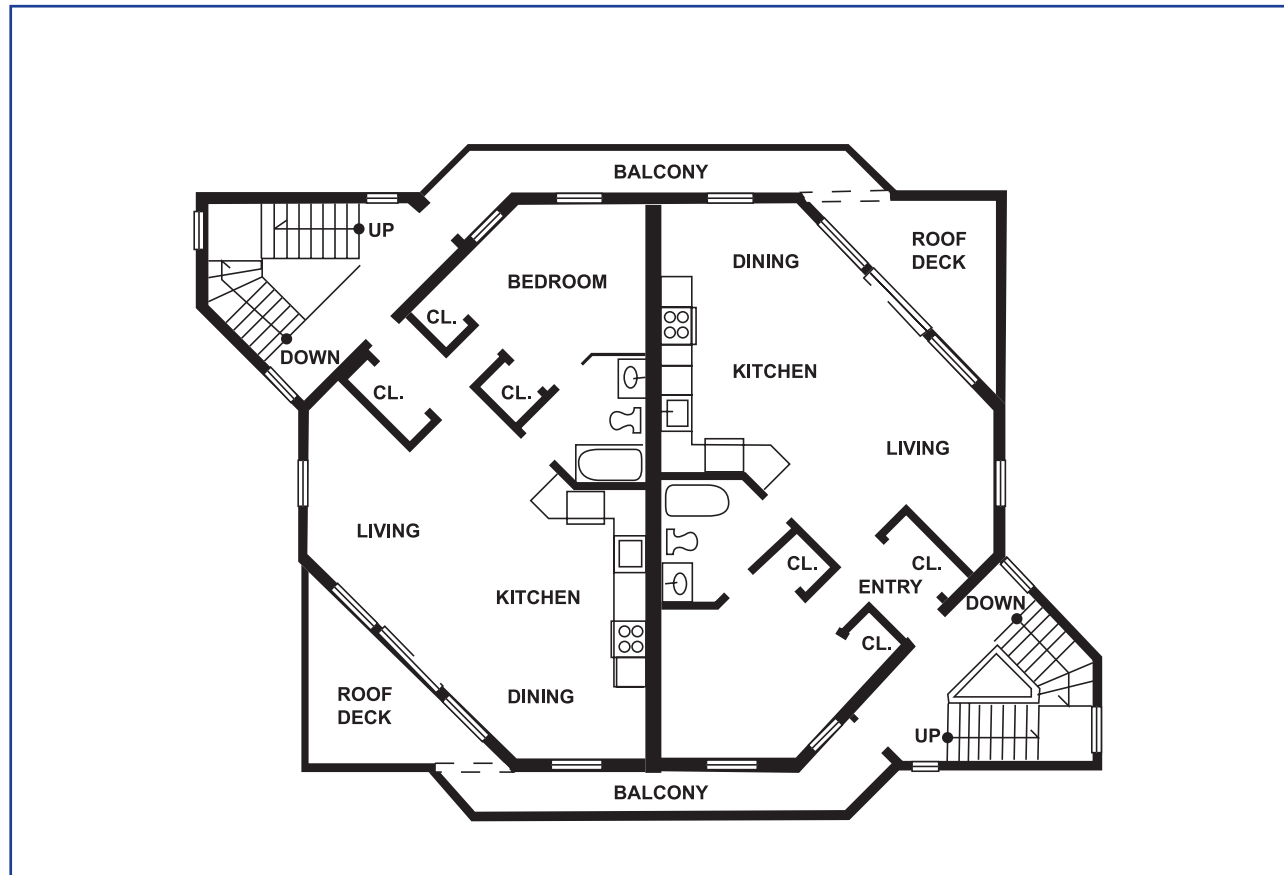 BALCONY
UP
ROOF
DECK
DINING
BEDROOM
CL.
DOWN
KITCHEN
CL.
CL.
LIVING
LIVING
CL.
CL.
ENTRY
KITCHEN
DOWN
CL.
ROOF
DECK
DINING
UP
BALCONY